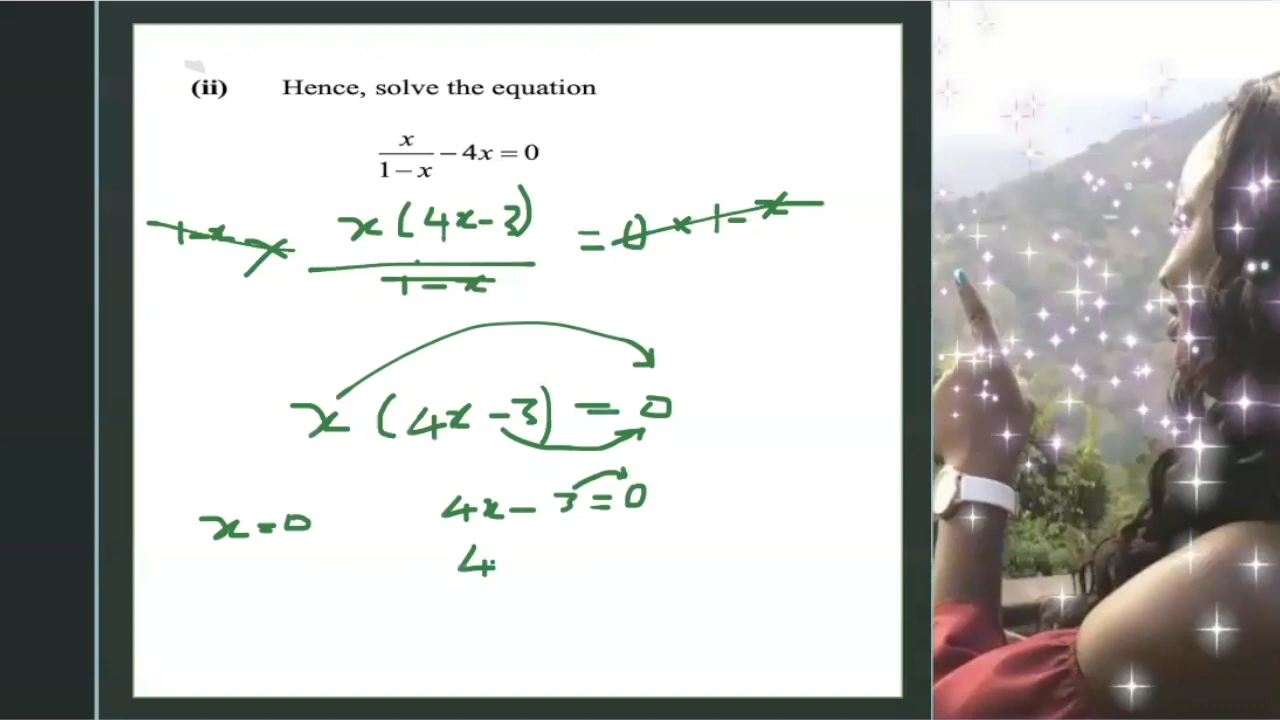 (ii) Hence, solve the equation
x/(1−x) − 4x = 0
1-x × x(4x-3)/(1-x) = 0 × 1-x
x(4x-3) = 0
4x - 3 = 0
x = 0
4